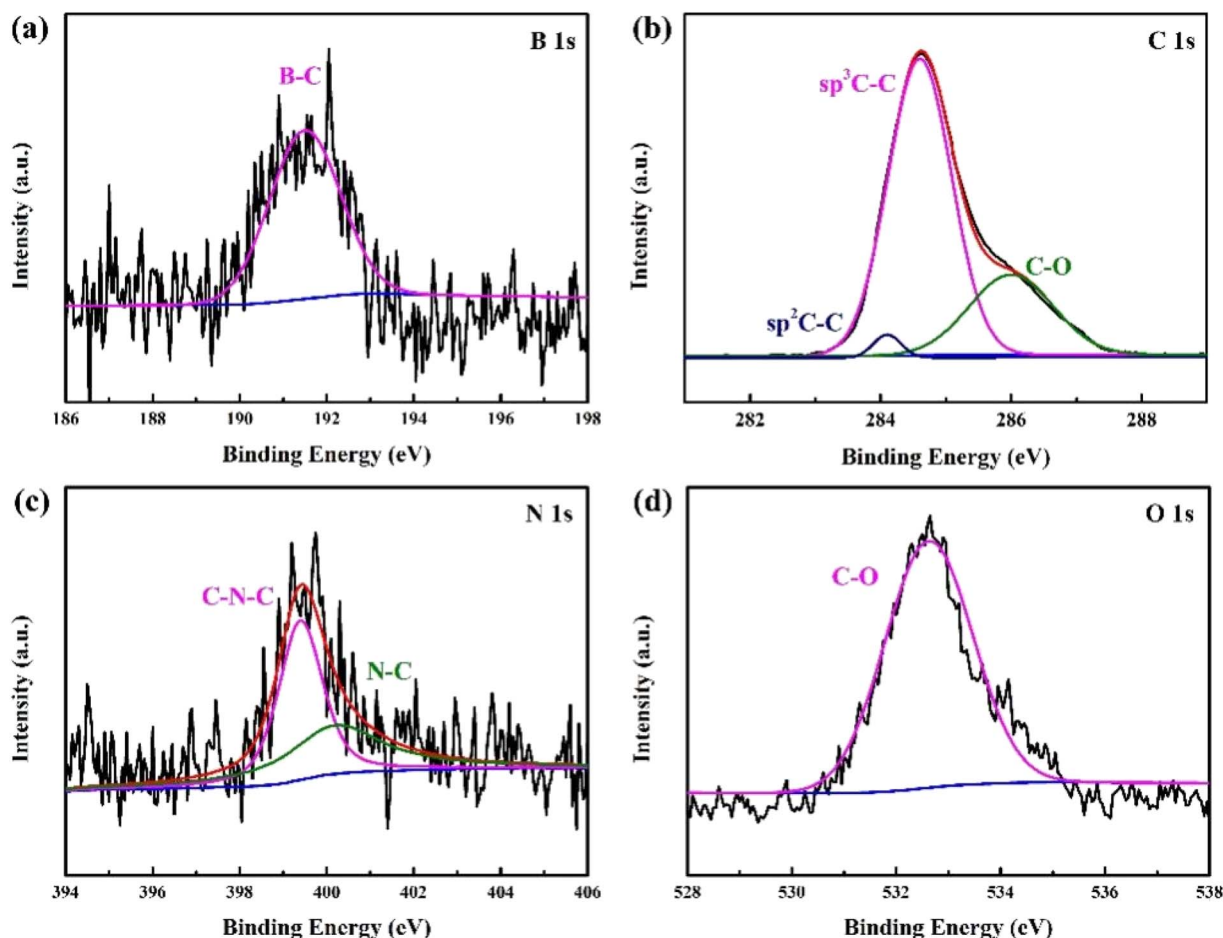 (a)
B 1s
B-C
Intensity (a.u.)
186 188 190 192 194 196 198
Binding Energy (eV)
(b)
C 1s
sp³C-C
C-O
sp²C-C
Intensity (a.u.)
282 284 286 288
Binding Energy (eV)
(c)
N 1s
C-N-C
N-C
Intensity (a.u.)
394 396 398 400 402 404 406
Binding Energy (eV)
(d)
O 1s
C-O
Intensity (a.u.)
528 530 532 534 536 538
Binding Energy (eV)